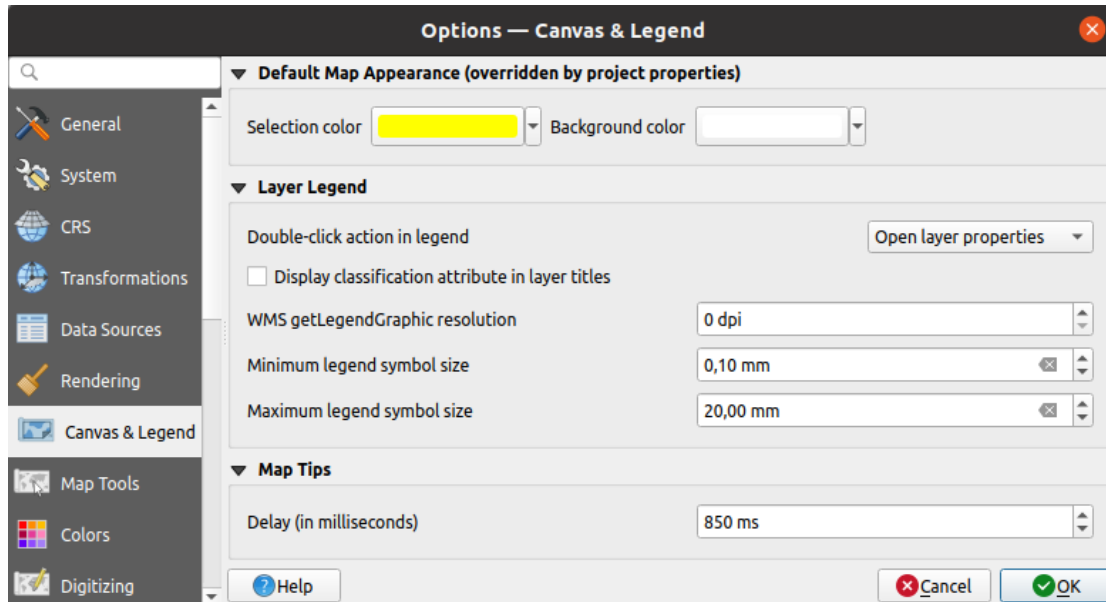 Options — Canvas & Legend
General
System
CRS
Transformations
Data Sources
Rendering
Canvas & Legend
Map Tools
Colors
Digitizing
Default Map Appearance (overridden by project properties)
Selection color Background color
Layer Legend
Double-click action in legend Open layer properties
Display classification attribute in layer titles
WMS getLegendGraphic resolution 0 dpi
Minimum legend symbol size 0,10 mm
Maximum legend symbol size 20,00 mm
Map Tips
Delay (in milliseconds) 850 ms
Help Cancel OK